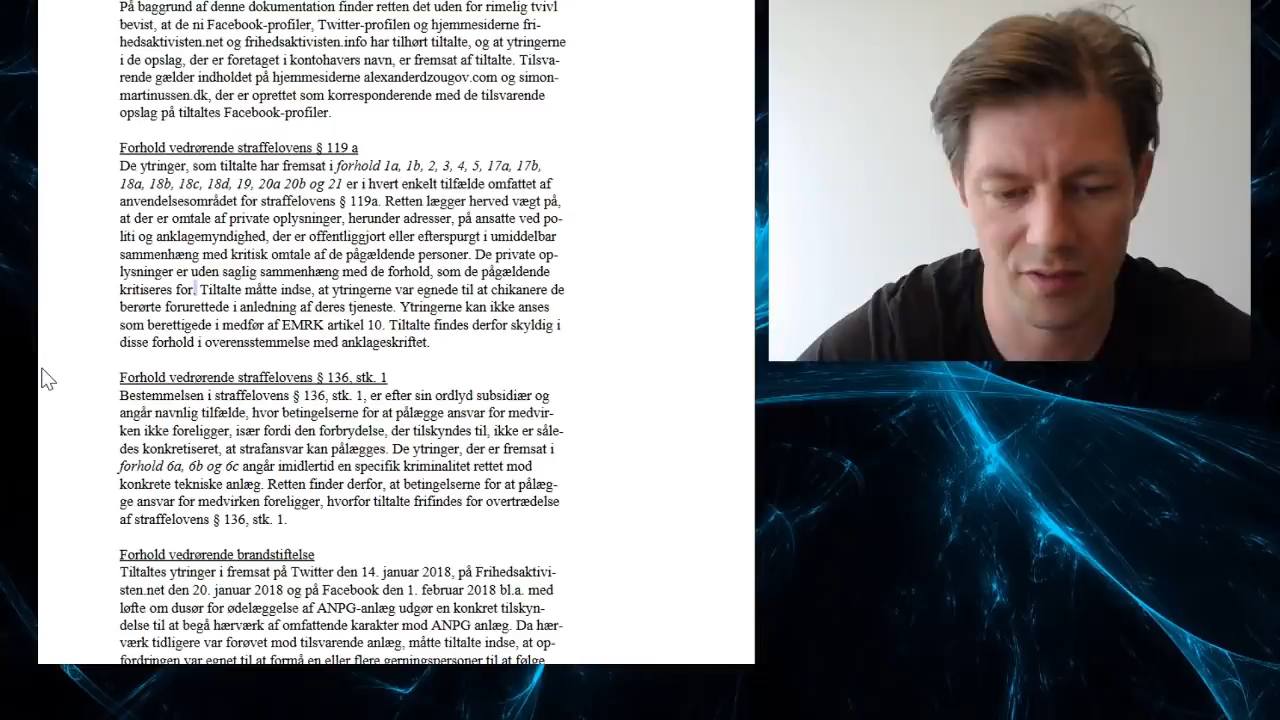 På baggrund af denne dokumentation finder retten det uden for rimelig tvivl
bevist, at de ni Facebook-profiler, Twitter-profilen og hjemmesiderne fri-
hedsaktivisten.net og frihedsaktivisten.info har tilhørt tiltalte, og at ytringerne
i de opslag, der er foretaget i kontohavers navn, er fremsat af tiltalte. Tilsva-
rende gælder indholdet på hjemmesiderne alexanderdzougov.com og simon-
martinussen.dk, der er oprettet som korresponderende med de tilsvarende
opslag på tiltaltes Facebook-profiler.
Forhold vedrørende straffelovens § 119 a
De ytringer, som tiltalte har fremsat i forhold 1a, 1b, 2, 3, 4, 5, 17a, 17b,
18a, 18b, 18c, 18d, 19, 20a 20b og 21 er i hvert enkelt tilfælde omfattet af
anvendelsesområdet for straffelovens § 119a. Retten lægger herved vægt på,
at der er omtale af private oplysninger, herunder adresser, på ansatte ved po-
liti og anklagemyndighed, der er offentliggjort eller efterspurgt i umiddelbar
sammenhæng med kritisk omtale af de pågældende personer. De private op-
lysninger er uden saglig sammenhæng med de forhold, som de pågældende
kritiseres for. Tiltalte måtte indse, at ytringerne var egnede til at chikanere de
berørte forurettede i anledning af deres tjeneste. Ytringerne kan ikke anses
som berettigede i medfør af EMRK artikel 10. Tiltalte findes derfor skyldig i
disse forhold i overensstemmelse med anklageskriftet.
Forhold vedrørende straffelovens § 136, stk. 1
Bestemmelsen i straffelovens § 136, stk. 1, er efter sin ordlyd subsidiær og
angår navnlig tilfælde, hvor betingelserne for at pålægge ansvar for medvir-
ken ikke foreligger, især fordi den forbrydelse, der tilskyndes til, ikke er såle-
des konkretiseret, at strafansvar kan pålægges. De ytringer, der er fremsat i
forhold 6a, 6b og 6c angår imidlertid en specifik kriminalitet rettet mod
konkrete tekniske anlæg. Retten finder derfor, at betingelserne for at pålæg-
ge ansvar for medvirken foreligger, hvorfor tiltalte frifindes for overtrædelse
af straffelovens § 136, stk. 1.
Forhold vedrørende brandstiftelse
Tiltaltes ytringer i fremsat på Twitter den 14. januar 2018, på Frihedsaktivi-
sten.net den 20. januar 2018 og på Facebook den 1. februar 2018 bl.a. med
løfte om dusør for ødelæggelse af ANPG-anlæg udgør en konkret tilskyn-
delse til at begå hærværk af omfattende karakter mod ANPG anlæg. Da hær-
værk tidligere var forøvet mod tilsvarende anlæg, måtte tiltalte indse, at op-
fordringen var egnet til at formå en eller flere gerningspersoner til at følge